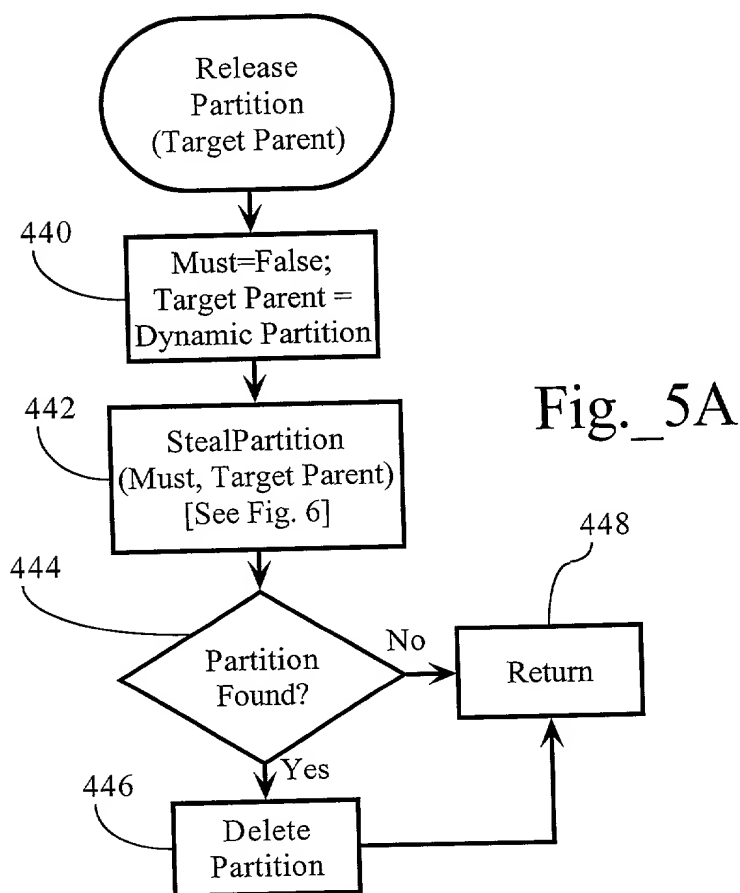 Release
Partition
(Target Parent)
440
Must=False;
Target Parent =
Dynamic Partition
Fig._5A
442
StealPartition
(Must, Target Parent)
[See Fig. 6]
448
444
No
Partition
Found?
Return
Yes
446
Delete
Partition